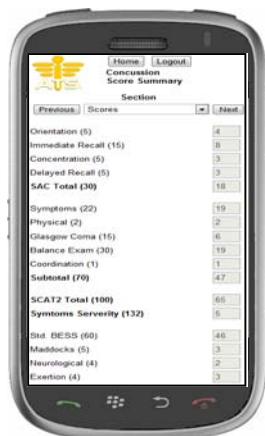 ATS
Home Logout
Concussion
Score Summary
Section
Previous Scores Next
Orientation (5) 4
Immediate Recall (15) 8
Concentration (5) 3
Delayed Recall (5) 3
SAC Total (30) 18
Symptoms (22) 19
Physical (2) 2
Glasgow Coma (15) 6
Balance Exam (30) 19
Coordination (1) 1
Subtotal (70) 47
SCAT2 Total (100) 65
Symtoms Serverity (132) 5
Std. BESS (60) 46
Maddocks (5) 3
Neurological (4) 2
Exertion (4) 3